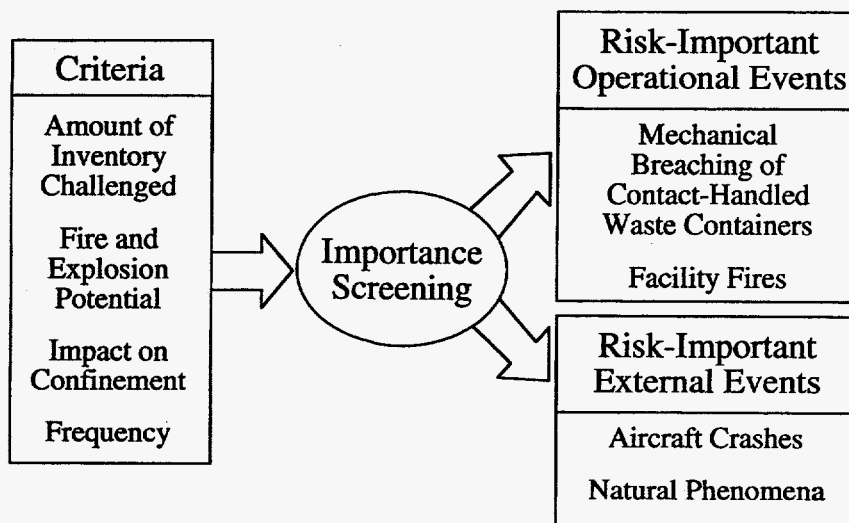 Criteria
Amount of
Inventory
Challenged
Fire and
Explosion
Potential
Impact on
Confinement
Frequency
Importance
Screening
Risk-Important
Operational Events
Mechanical
Breaching of
Contact-Handled
Waste Containers
Facility Fires
Risk-Important
External Events
Aircraft Crashes
Natural Phenomena